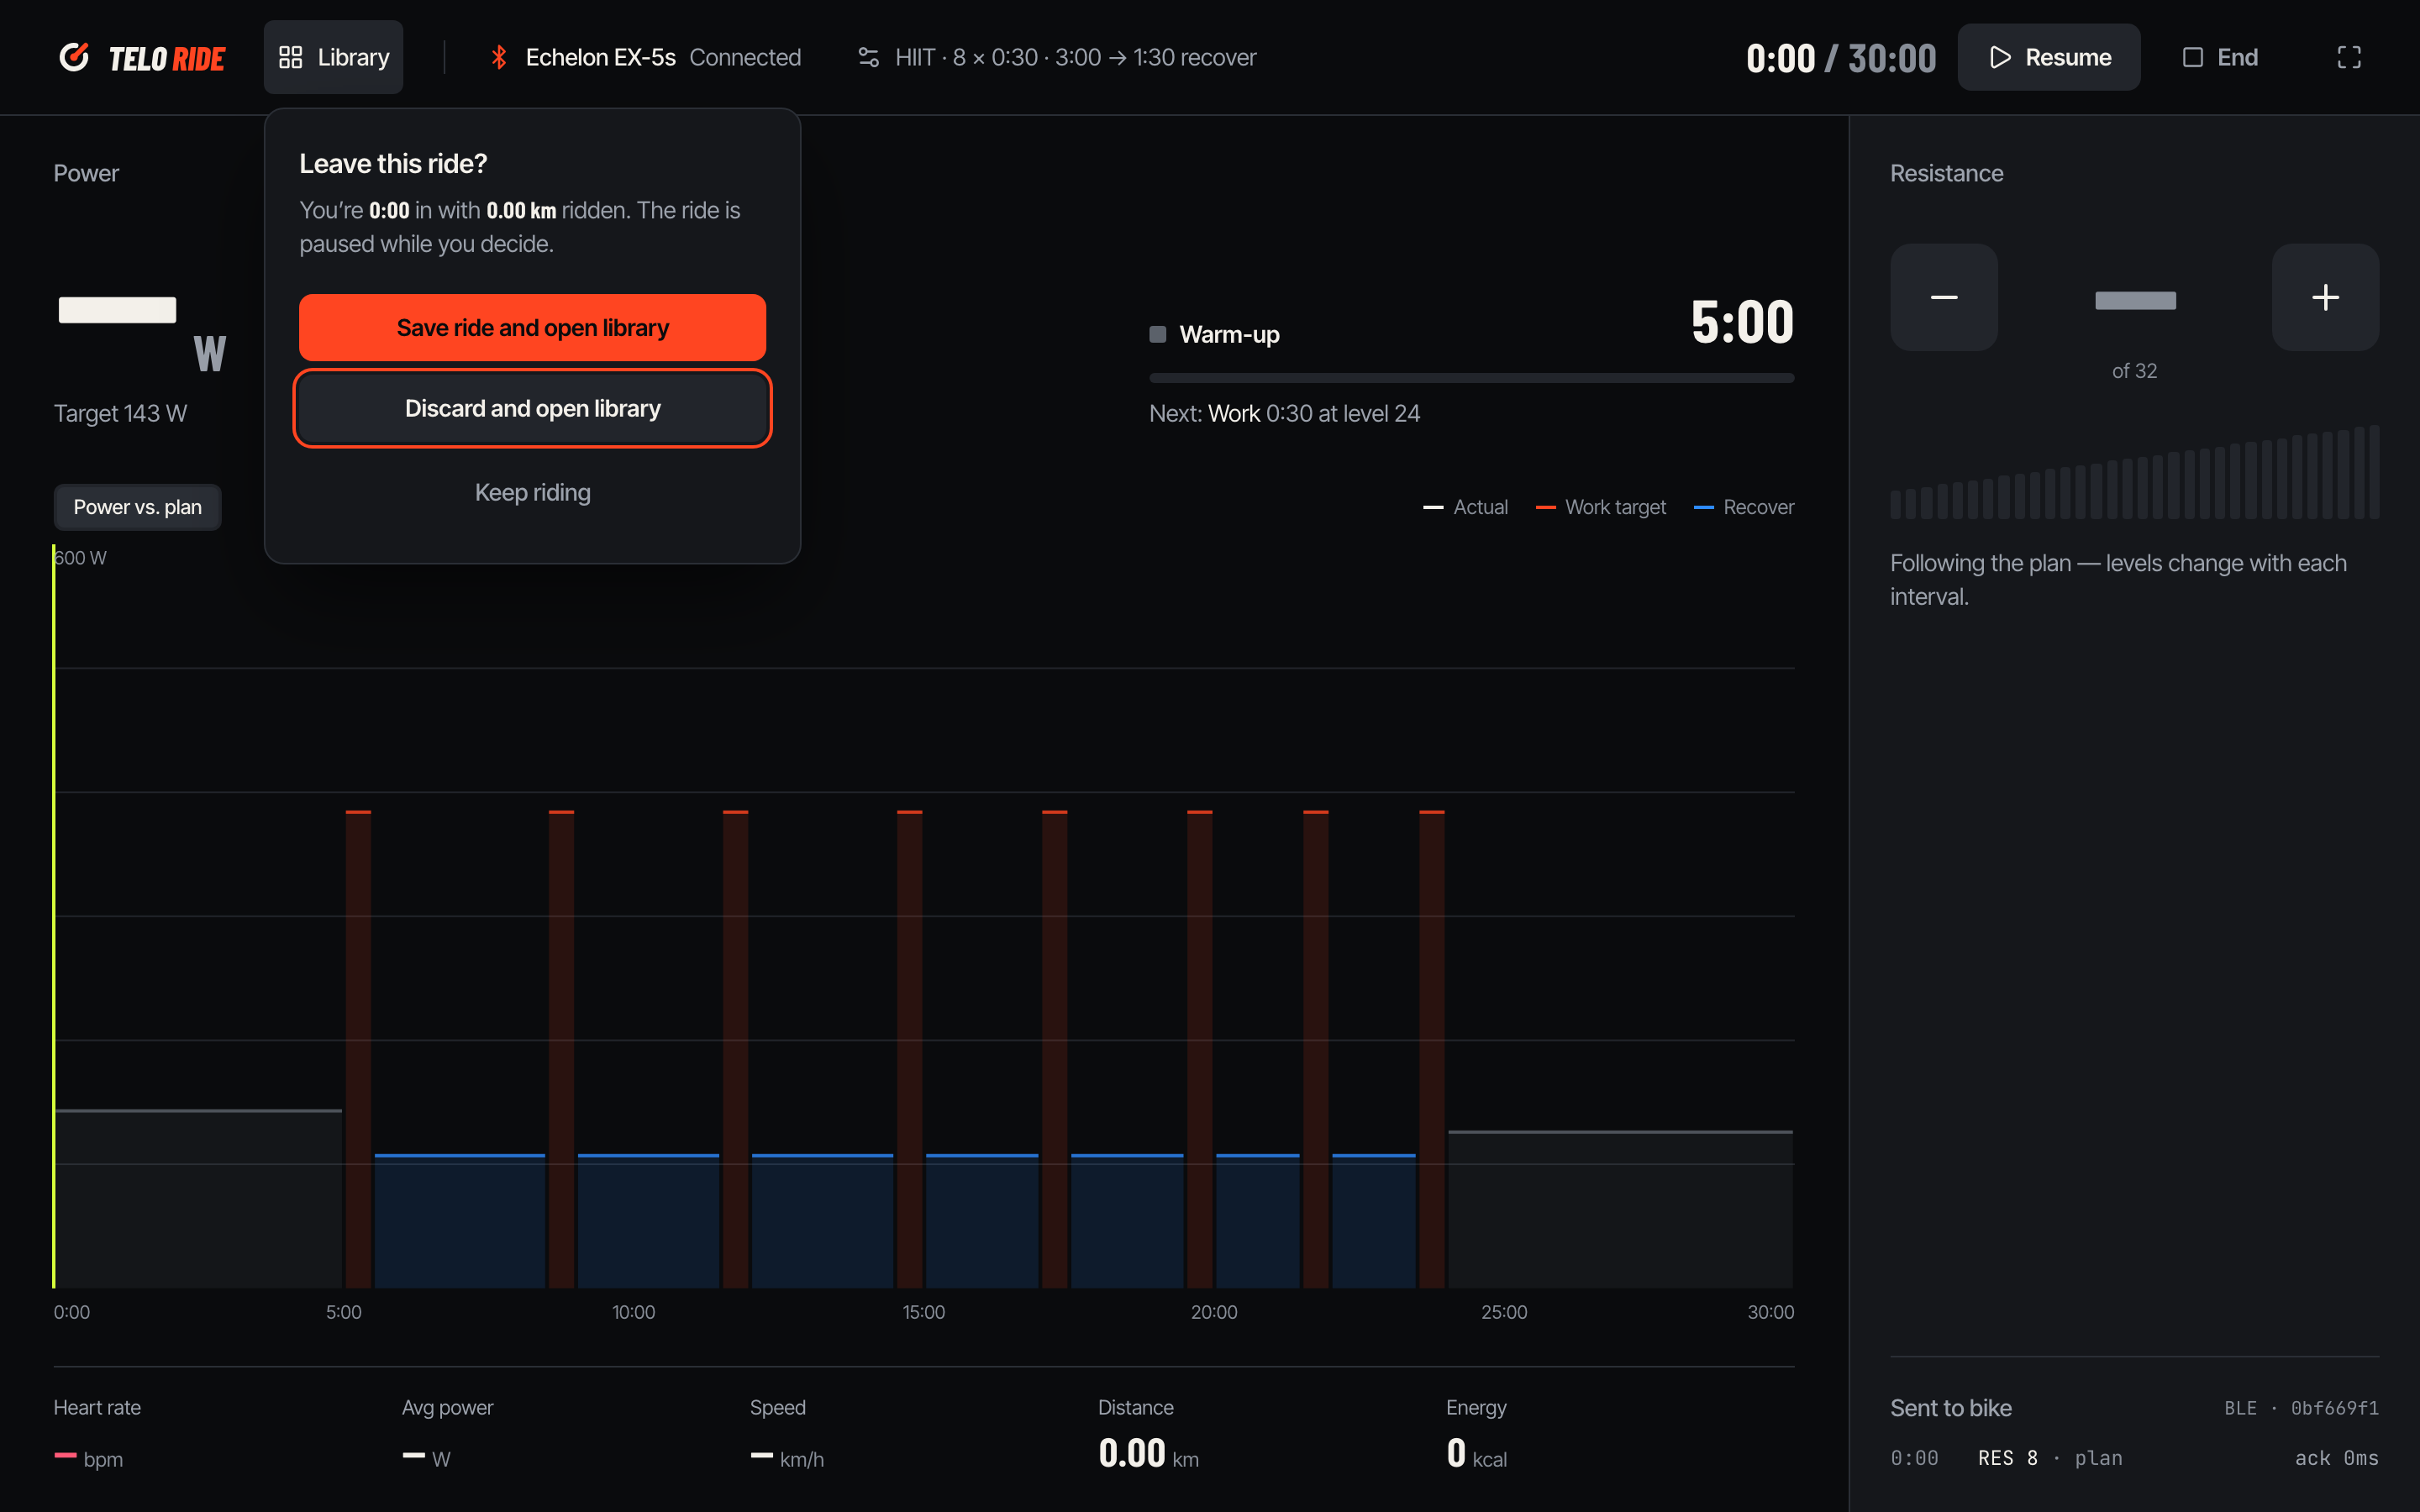 TELO RIDE
Library
Echelon EX-5s Connected
HIIT · 8 × 0:30 · 3:00 → 1:30 recover
0:00 / 30:00
Resume
End
Leave this ride?
You’re 0:00 in with 0.00 km ridden. The ride is
paused while you decide.
Save ride and open library
Discard and open library
Keep riding
Power
— W
Target 143 W
Warm-up
5:00
Next: Work 0:30 at level 24
Power vs. plan
Actual
Work target
Recover
600 W
0:00
5:00
10:00
15:00
20:00
25:00
30:00
Heart rate
— bpm
Avg power
— W
Speed
— km/h
Distance
0.00 km
Energy
0 kcal
Resistance
—
of 32
Following the plan — levels change with each
interval.
Sent to bike
BLE · 0bf669f1
0:00 RES 8 · plan ack 0ms